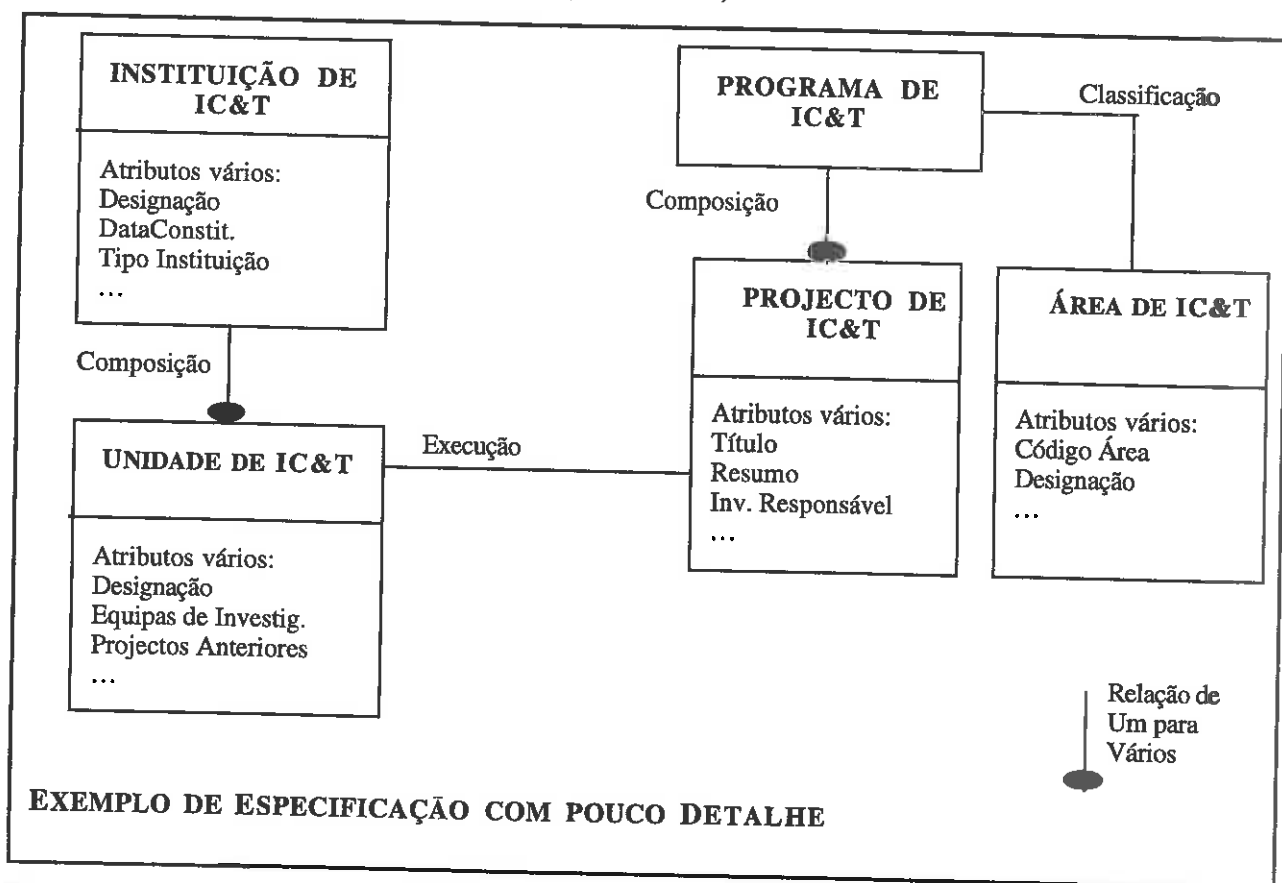 INSTITUIÇÃO DE
IC&T
Atributos vários:
Designação
DataConstit.
Tipo Instituição
...
Composição
UNIDADE DE IC&T
Atributos vários:
Designação
Equipas de Investig.
Projectos Anteriores
...
Execução
PROGRAMA DE
IC&T
Classificação
Composição
PROJECTO DE
IC&T
Atributos vários:
Título
Resumo
Inv. Responsável
...
ÁREA DE IC&T
Atributos vários:
Código Área
Designação
...
Relação de
Um para
Vários
EXEMPLO DE ESPECIFICAÇÃO COM POUCO DETALHE